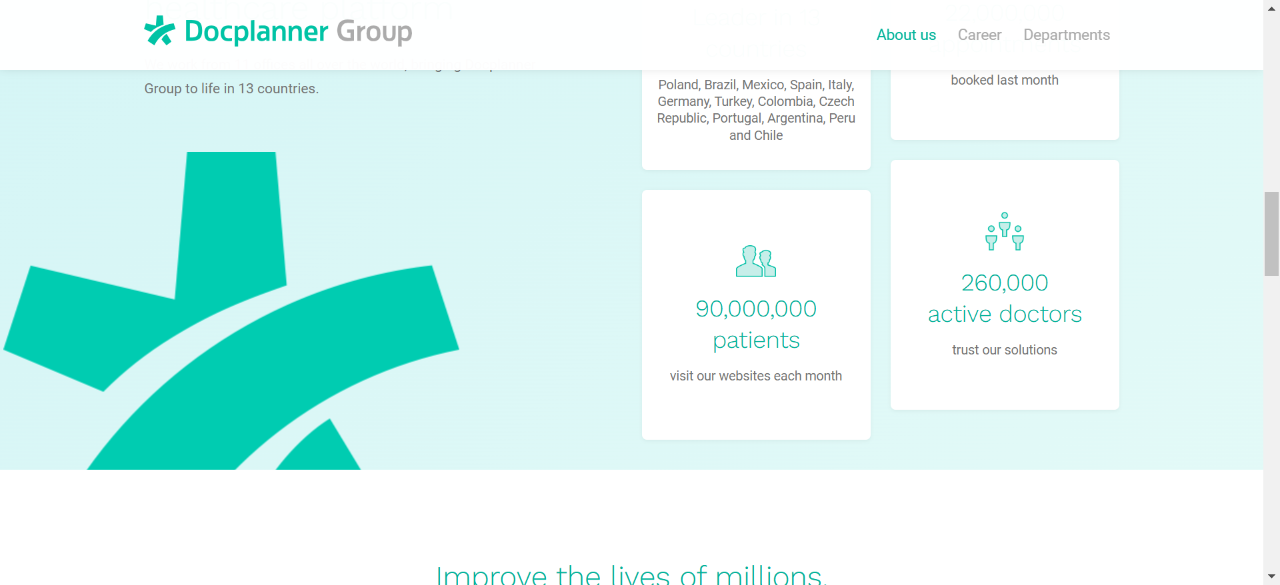 Docplanner Group
About us
Career
Departments
Group to life in 13 countries.
Poland, Brazil, Mexico, Spain, Italy,
Germany, Turkey, Colombia, Czech
Republic, Portugal, Argentina, Peru
and Chile
booked last month
90,000,000
patients
visit our websites each month
260,000
active doctors
trust our solutions
Improve the lives of millions.